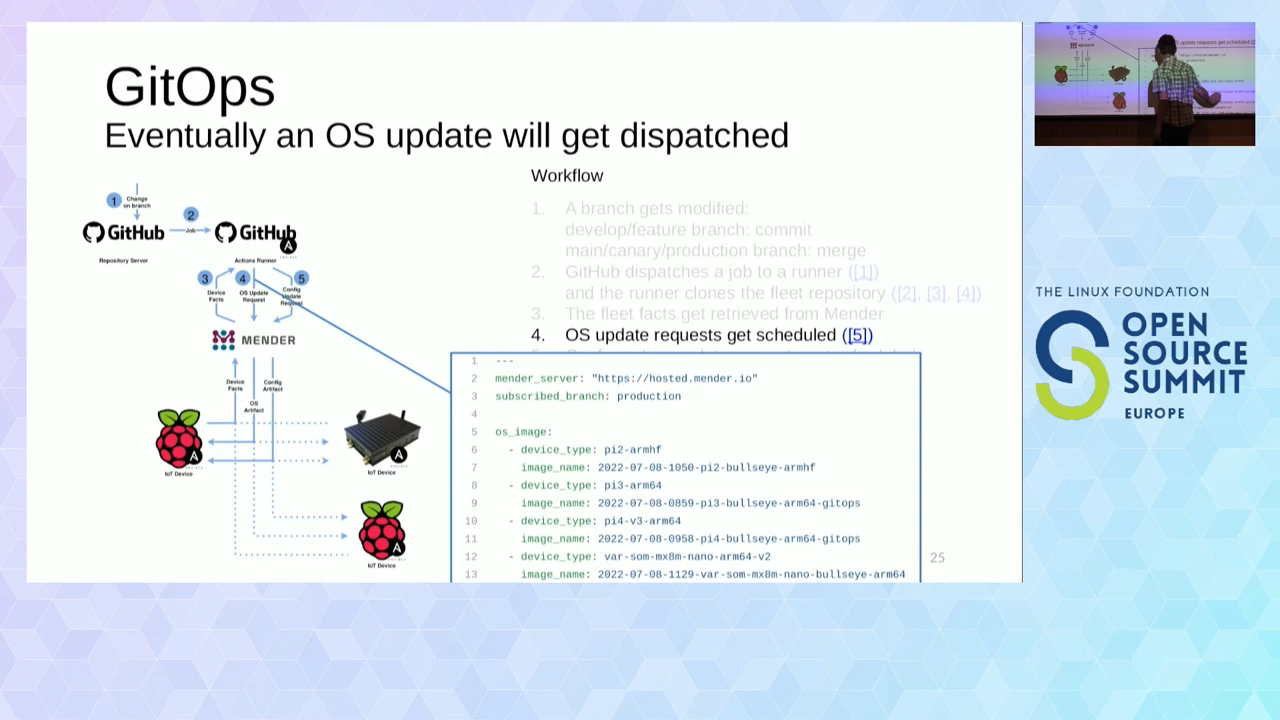 GitOps
Eventually an OS update will get dispatched
Workflow
1. A branch gets modified:
develop/feature branch: commit
main/canary/production branch: merge
2. GitHub dispatches a job to a runner ([1])
and the runner clones the fleet repository ([2], [3], [4])
3. The fleet facts get retrieved from Mender
4. OS update requests get scheduled ([5])
1 Change
on branch
2
GitHub
Job
GitHub
A
Repository Server
Actions Runner
3
4
5
Device
Facts
OS Update
Request
Config
Update
Request
MENDER
Device
Facts
Config
Artifact
OS
Artifact
A
IoT Device
A
IoT Device
A
IoT Device
1 ---
2 mender_server: "https://hosted.mender.io"
3 subscribed_branch: production
4
5 os_image:
6 - device_type: pi2-armhf
7 image_name: 2022-07-08-1050-pi2-bullseye-armhf
8 - device_type: pi3-arm64
9 image_name: 2022-07-08-0859-pi3-bullseye-arm64-gitops
10 - device_type: pi4-v3-arm64
11 image_name: 2022-07-08-0958-pi4-bullseye-arm64-gitops
12 - device_type: var-som-mx8m-nano-arm64-v2
13 image_name: 2022-07-08-1129-var-som-mx8m-nano-bullseye-arm64
25
THE LINUX FOUNDATION
OPEN
SOURCE
SUMMIT
EUROPE